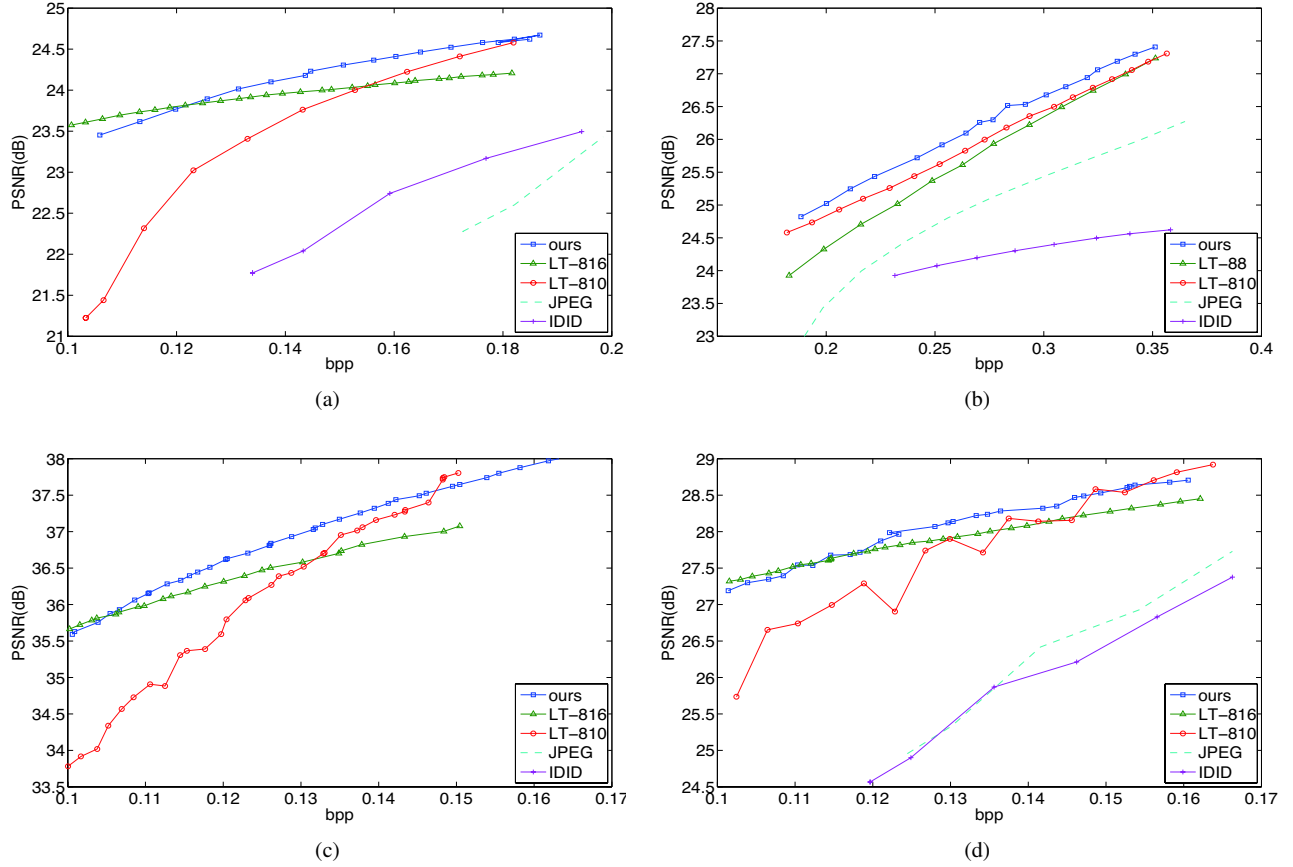 25
24.5
24
23.5
23
22.5
22
21.5
21
0.1
0.12
0.14
0.16
0.18
0.2
PSNR(dB)
bpp
ours
LT−816
LT−810
JPEG
IDID
(a)
28
27.5
27
26.5
26
25.5
25
24.5
24
23.5
23
0.2
0.25
0.3
0.35
0.4
PSNR(dB)
bpp
ours
LT−88
LT−810
JPEG
IDID
(b)
38
37.5
37
36.5
36
35.5
35
34.5
34
33.5
0.1
0.11
0.12
0.13
0.14
0.15
0.16
0.17
PSNR(dB)
bpp
ours
LT−816
LT−810
JPEG
IDID
(c)
29
28.5
28
27.5
27
26.5
26
25.5
25
24.5
0.1
0.11
0.12
0.13
0.14
0.15
0.16
0.17
PSNR(dB)
bpp
ours
LT−816
LT−810
JPEG
IDID
(d)